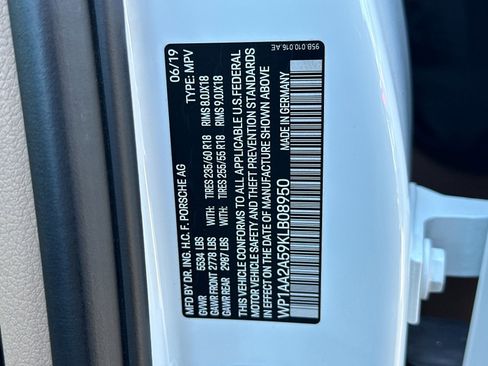 06/19
TYPE: MPV
95B.010.016.AE
MFD BY DR. ING. H.C. F. PORSCHE AG
GVWR 5534 LBS WITH: TIRES 235/60 R18 RIMS 8.0JX18
GAWR FRONT 2778 LBS WITH: TIRES 255/55 R18 RIMS 9.0JX18
GAWR REAR 2987 LBS
THIS VEHICLE CONFORMS TO ALL APPLICABLE U.S. FEDERAL
MOTOR VEHICLE SAFETY AND THEFT PREVENTION STANDARDS
IN EFFECT ON THE DATE OF MANUFACTURE SHOWN ABOVE
WP1AA2A59KLB08950 MADE IN GERMANY